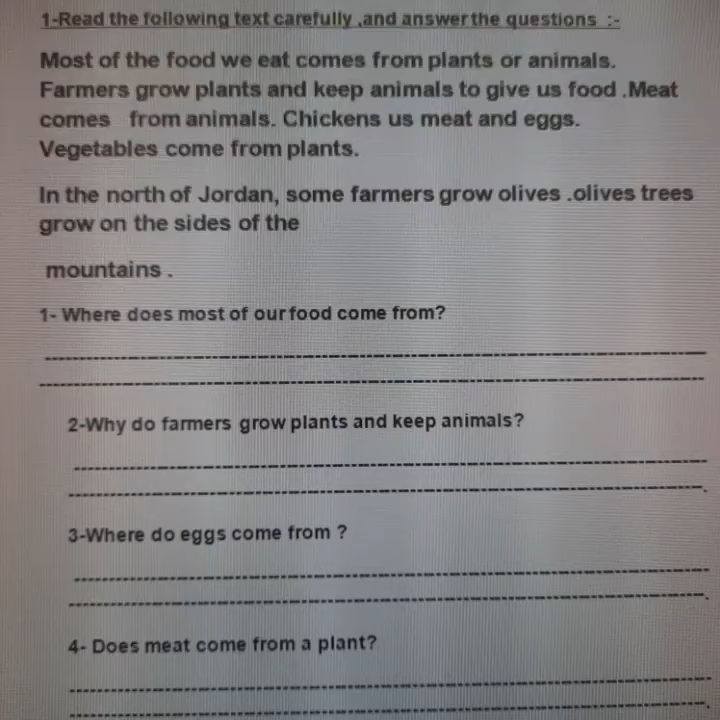 1-Read the following text carefully ,and answer the questions :-
Most of the food we eat comes from plants or animals.
Farmers grow plants and keep animals to give us food .Meat
comes from animals. Chickens us meat and eggs.
Vegetables come from plants.
In the north of Jordan, some farmers grow olives .olives trees
grow on the sides of the
mountains .
1- Where does most of our food come from?
2-Why do farmers grow plants and keep animals?
3-Where do eggs come from ?
4- Does meat come from a plant?